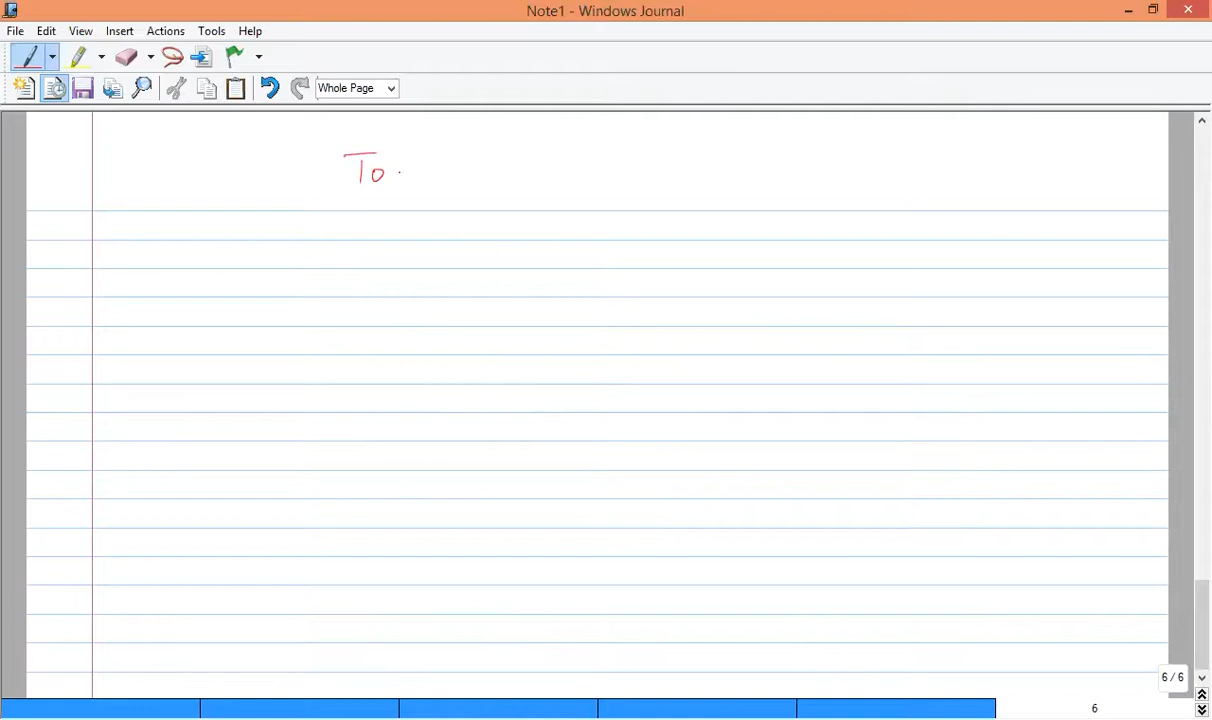 Note1 - Windows Journal
File Edit View Insert Actions Tools Help
Whole Page
To
6 / 6
6